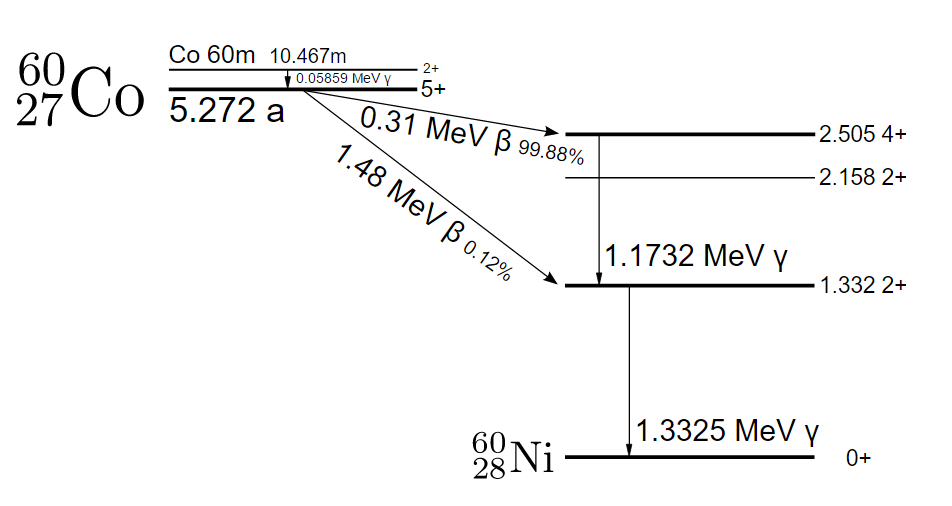 Co 60m 10.467m
2+
0.05859 MeV γ
60
27Co
5+
5.272 a
0.31 MeV β 99.88%
2.505 4+
1.48 MeV β 0.12%
2.158 2+
1.1732 MeV γ
1.332 2+
1.3325 MeV γ
60
28Ni
0+